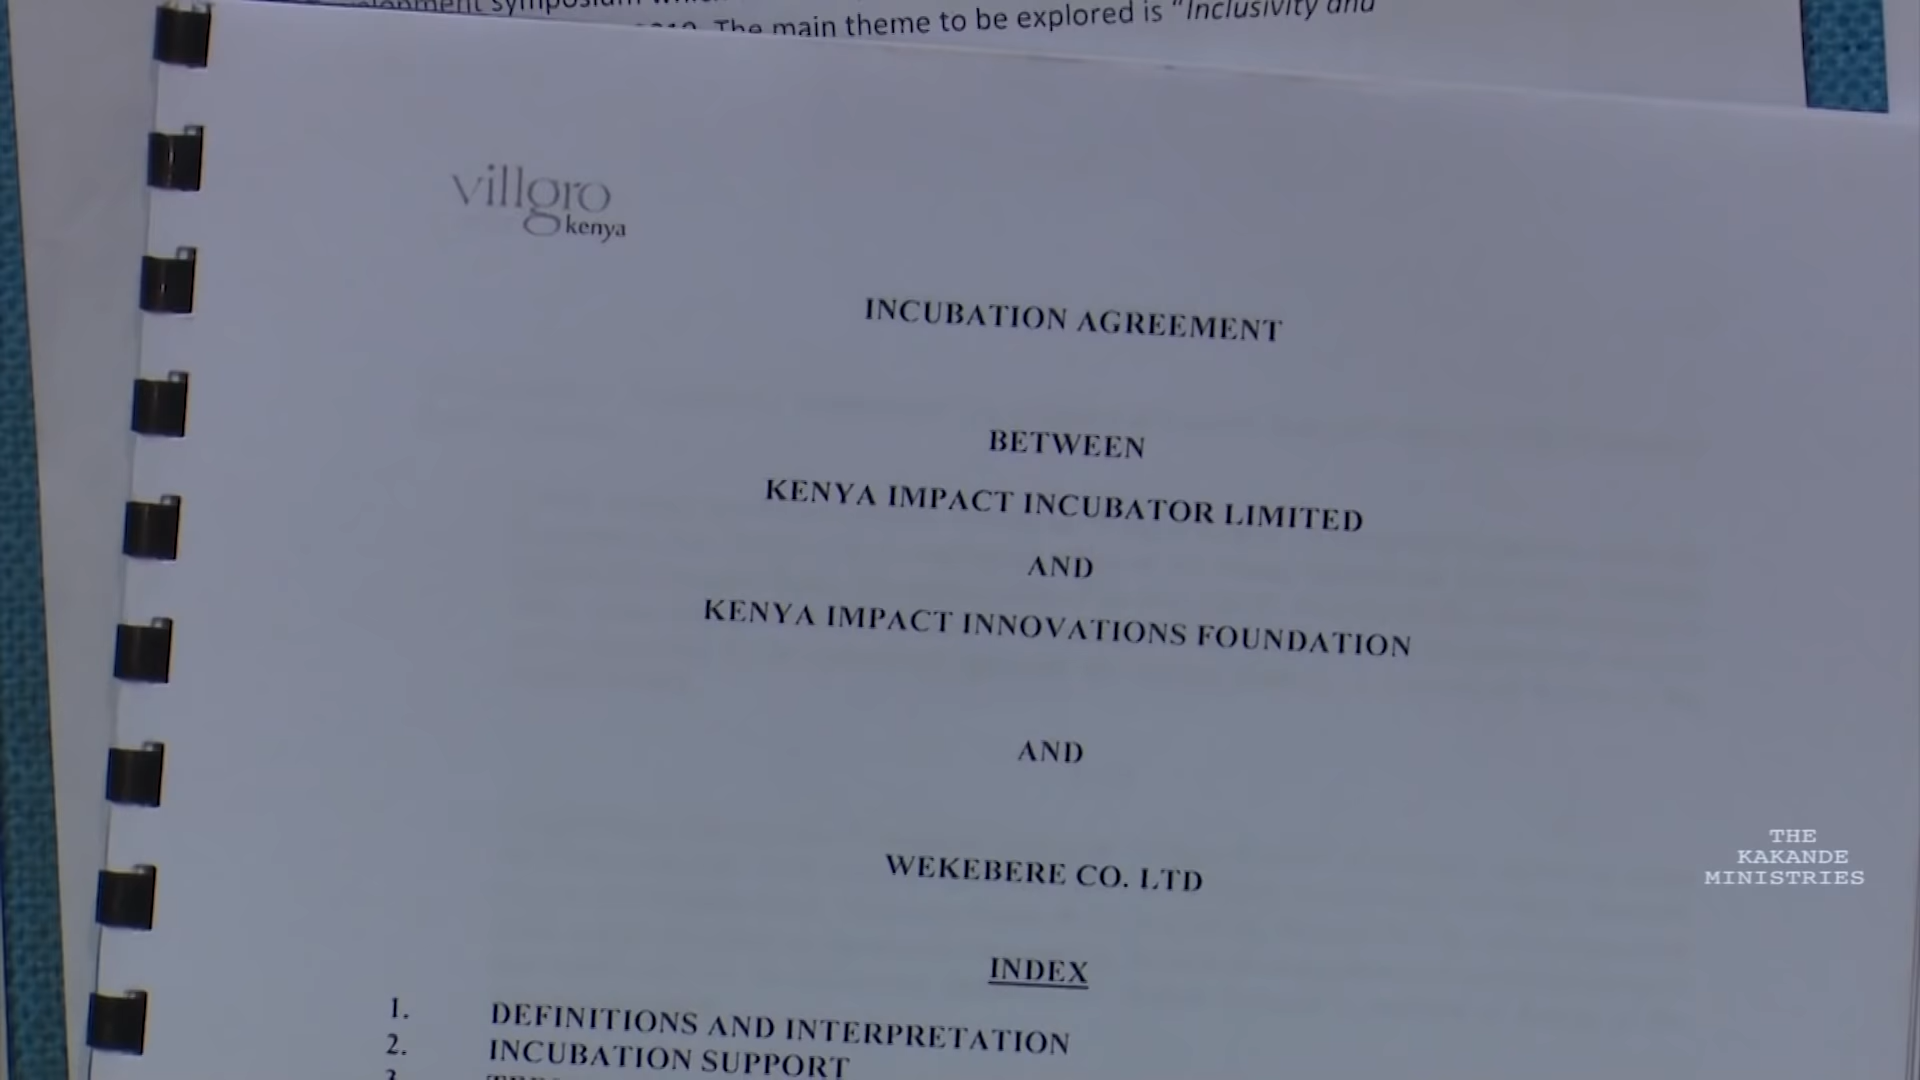 symposium
The main theme to be explored is "Inclusivity and
villgro
kenya
INCUBATION AGREEMENT
BETWEEN
KENYA IMPACT INCUBATOR LIMITED
AND
KENYA IMPACT INNOVATIONS FOUNDATION
AND
WEKEBERE CO. LTD
INDEX
1. DEFINITIONS AND INTERPRETATION
2. INCUBATION SUPPORT
3.
THE
KAKANDE
MINISTRIES